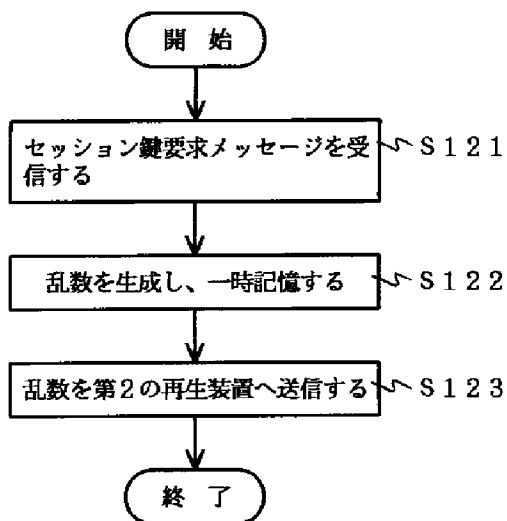 開 始
セッション鍵要求メッセージを受
信する
S121
乱数を生成し、一時記憶する
S122
乱数を第2の再生装置へ送信する
S123
終 了